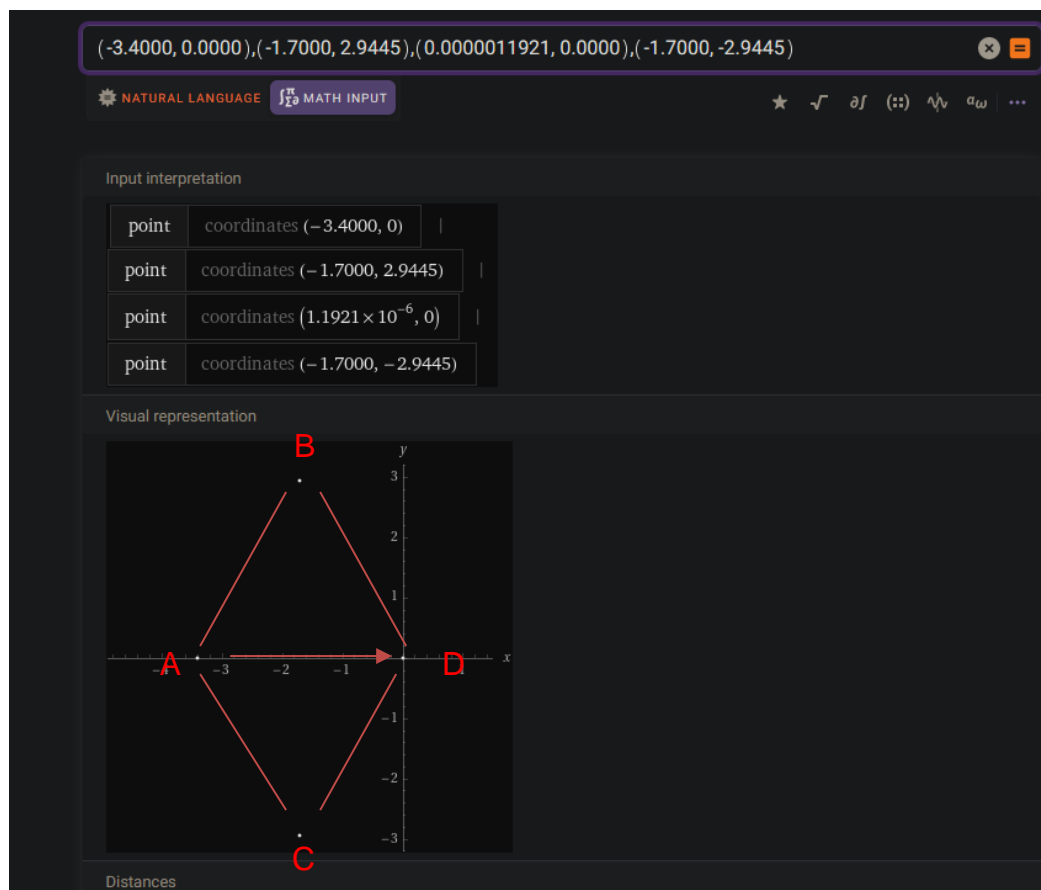 (-3.4000, 0.0000),(-1.7000, 2.9445),(0.0000011921, 0.0000),(-1.7000, -2.9445)
NATURAL LANGUAGE ∫π Σ∂ MATH INPUT
√ ∂∫ (::) αω ...
Input interpretation
point coordinates (−3.4000, 0) |
point coordinates (−1.7000, 2.9445) |
point coordinates (1.1921×10⁻⁶, 0) |
point coordinates (−1.7000, −2.9445)
Visual representation
B
y
3
2
1
A D x
−4 −3 −2 −1 1
−1
−2
−3
C
Distances